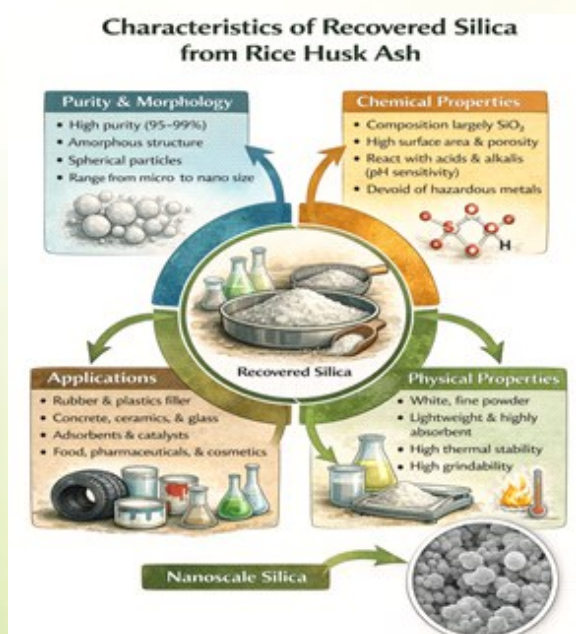 Characteristics of Recovered Silica
from Rice Husk Ash
Purity & Morphology
• High purity (95–99%)
• Amorphous structure
• Spherical particles
• Range from micro to nano size
Chemical Properties
• Composition largely SiO₂
• High surface area & porosity
• React with acids & alkalis
(pH sensitivity)
• Devoid of hazardous metals
S
H
Recovered Silica
Applications
• Rubber & plastics filler
• Concrete, ceramics, & glass
• Adsorbents & catalysts
• Food, pharmaceuticals, & cosmetics
Physical Properties
• White, fine powder
• Lightweight & highly
absorbent
• High thermal stability
• High grindability
Nanoscale Silica